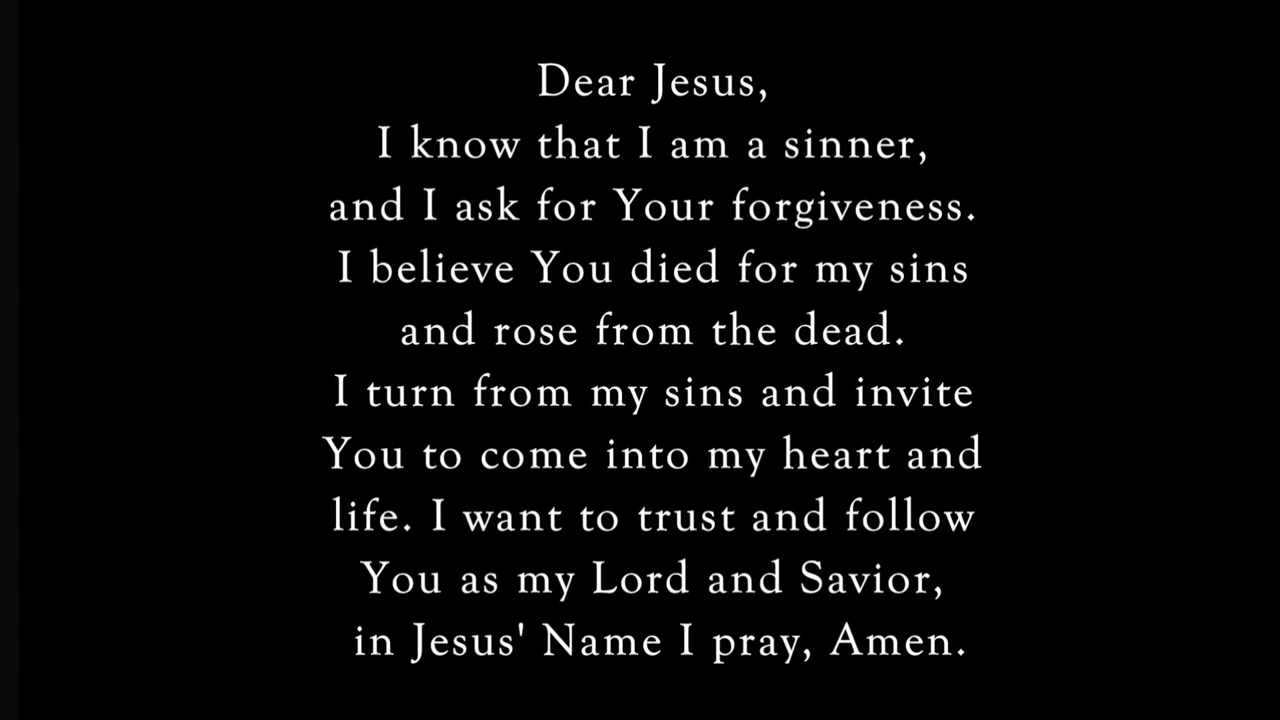 Dear Jesus,
I know that I am a sinner,
and I ask for Your forgiveness.
I believe You died for my sins
and rose from the dead.
I turn from my sins and invite
You to come into my heart and
life. I want to trust and follow
You as my Lord and Savior,
in Jesus' Name I pray, Amen.